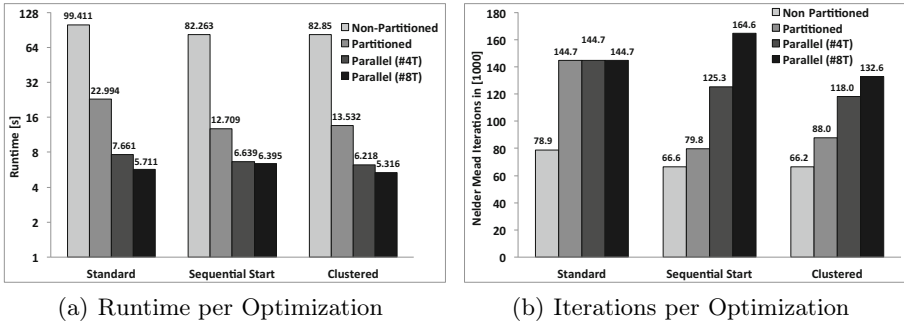 128
64
32
16
8
4
2
1
Runtime [s]
99.411
22.994
7.661
5.711
82.263
12.709
6.639
6.395
82.85
13.532
6.218
5.316
Non-Partitioned
Partitioned
Parallel (#4T)
Parallel (#8T)
Standard
Sequential Start
Clustered
(a) Runtime per Optimization
180
160
140
120
100
80
60
40
20
0
Nelder Mead Iterations in [1000]
78.9
144.7
144.7
144.7
66.6
79.8
125.3
164.6
66.2
88.0
118.0
132.6
Non Partitioned
Partitioned
Parallel (#4T)
Parallel (#8T)
Standard
Sequential Start
Clustered
(b) Iterations per Optimization